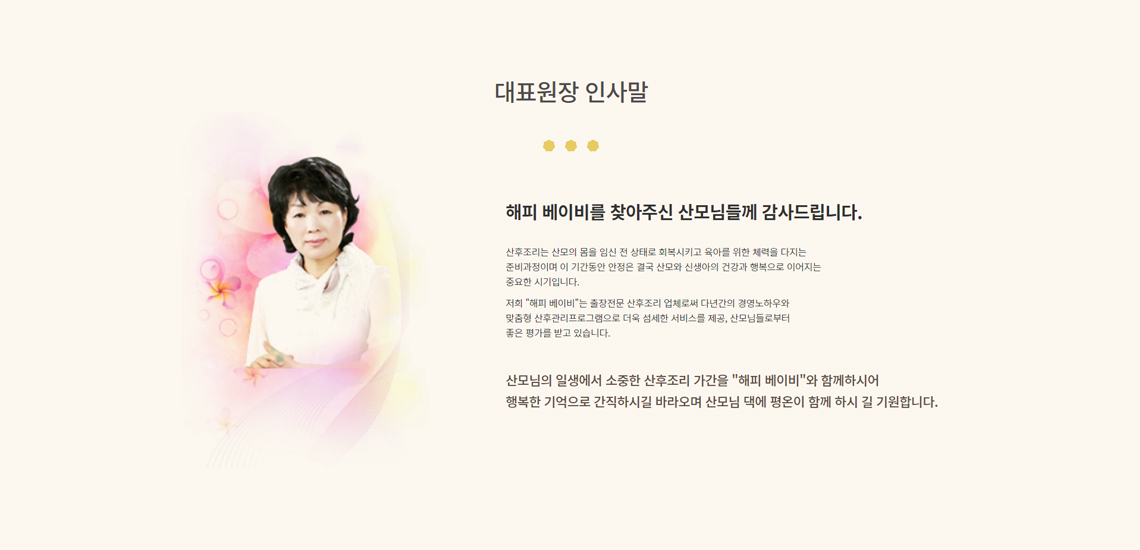 대표원장 인사말
해피 베이비를 찾아주신 산모님들께 감사드립니다.
산후조리는 산모의 몸을 임신 전 상태로 회복시키고 육아를 위한 체력을 다지는
준비과정이며 이 기간동안 안정은 결국 산모와 신생아의 건강과 행복으로 이어지는
중요한 시기입니다.
저희 "해피 베이비"는 출장전문 산후조리 업체로써 다년간의 경영노하우와
맞춤형 산후관리프로그램으로 더욱 섬세한 서비스를 제공, 산모님들로부터
좋은 평가를 받고 있습니다.
산모님의 일생에서 소중한 산후조리 가간을 "해피 베이비"와 함께하시어
행복한 기억으로 간직하시길 바라오며 산모님 댁에 평온이 함께 하시 길 기원합니다.